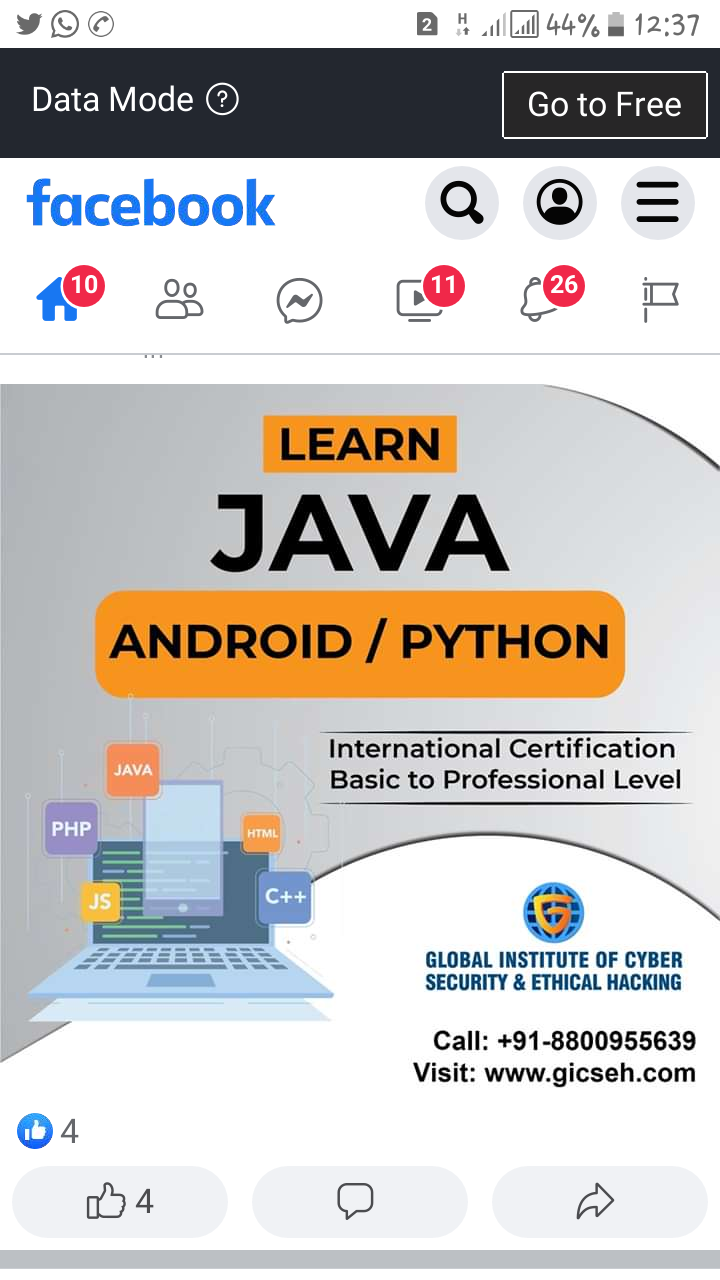 2 H 44% 12:37
Data Mode ?
Go to Free
facebook
10 11 26
LEARN
JAVA
ANDROID / PYTHON
International Certification
Basic to Professional Level
JAVA
PHP
HTML
JS
C++
G
GLOBAL INSTITUTE OF CYBER
SECURITY & ETHICAL HACKING
Call: +91-8800955639
Visit: www.gicseh.com
4
4